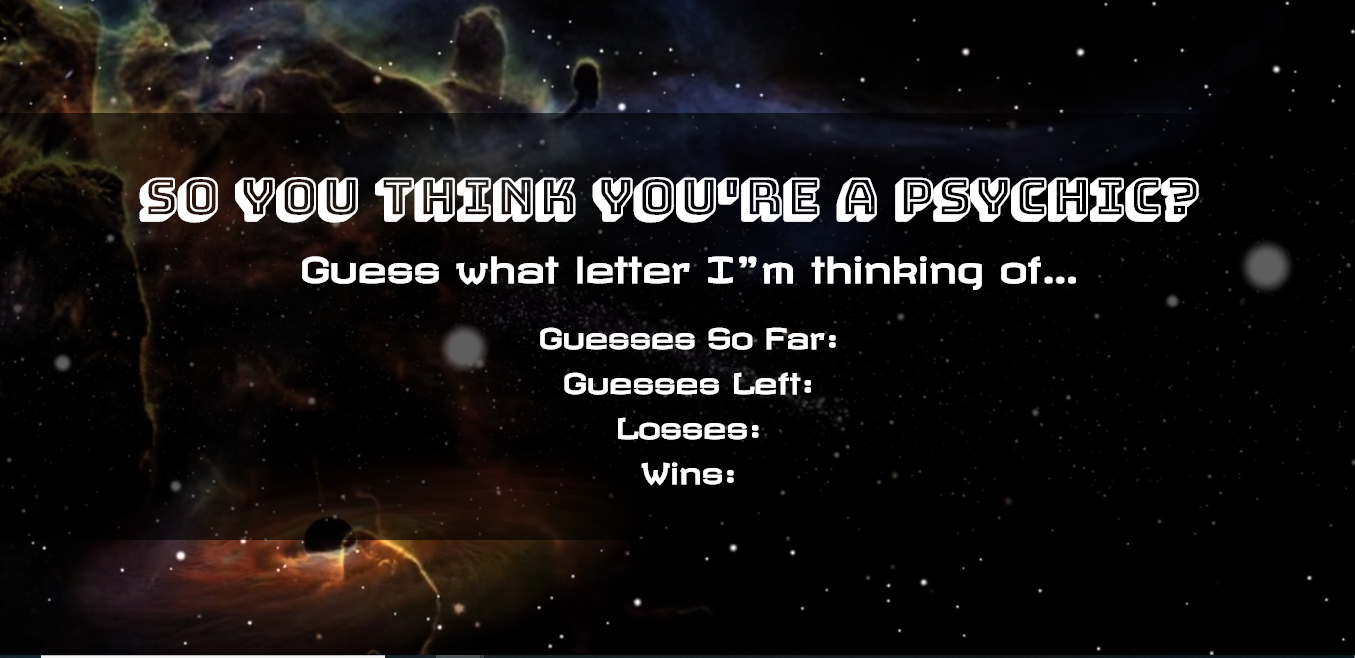 SO YOU THINK YOU'RE A PSYCHIC?
Guess what letter I”m thinking of...
Guesses So Far:
Guesses Left:
Losses:
Wins: